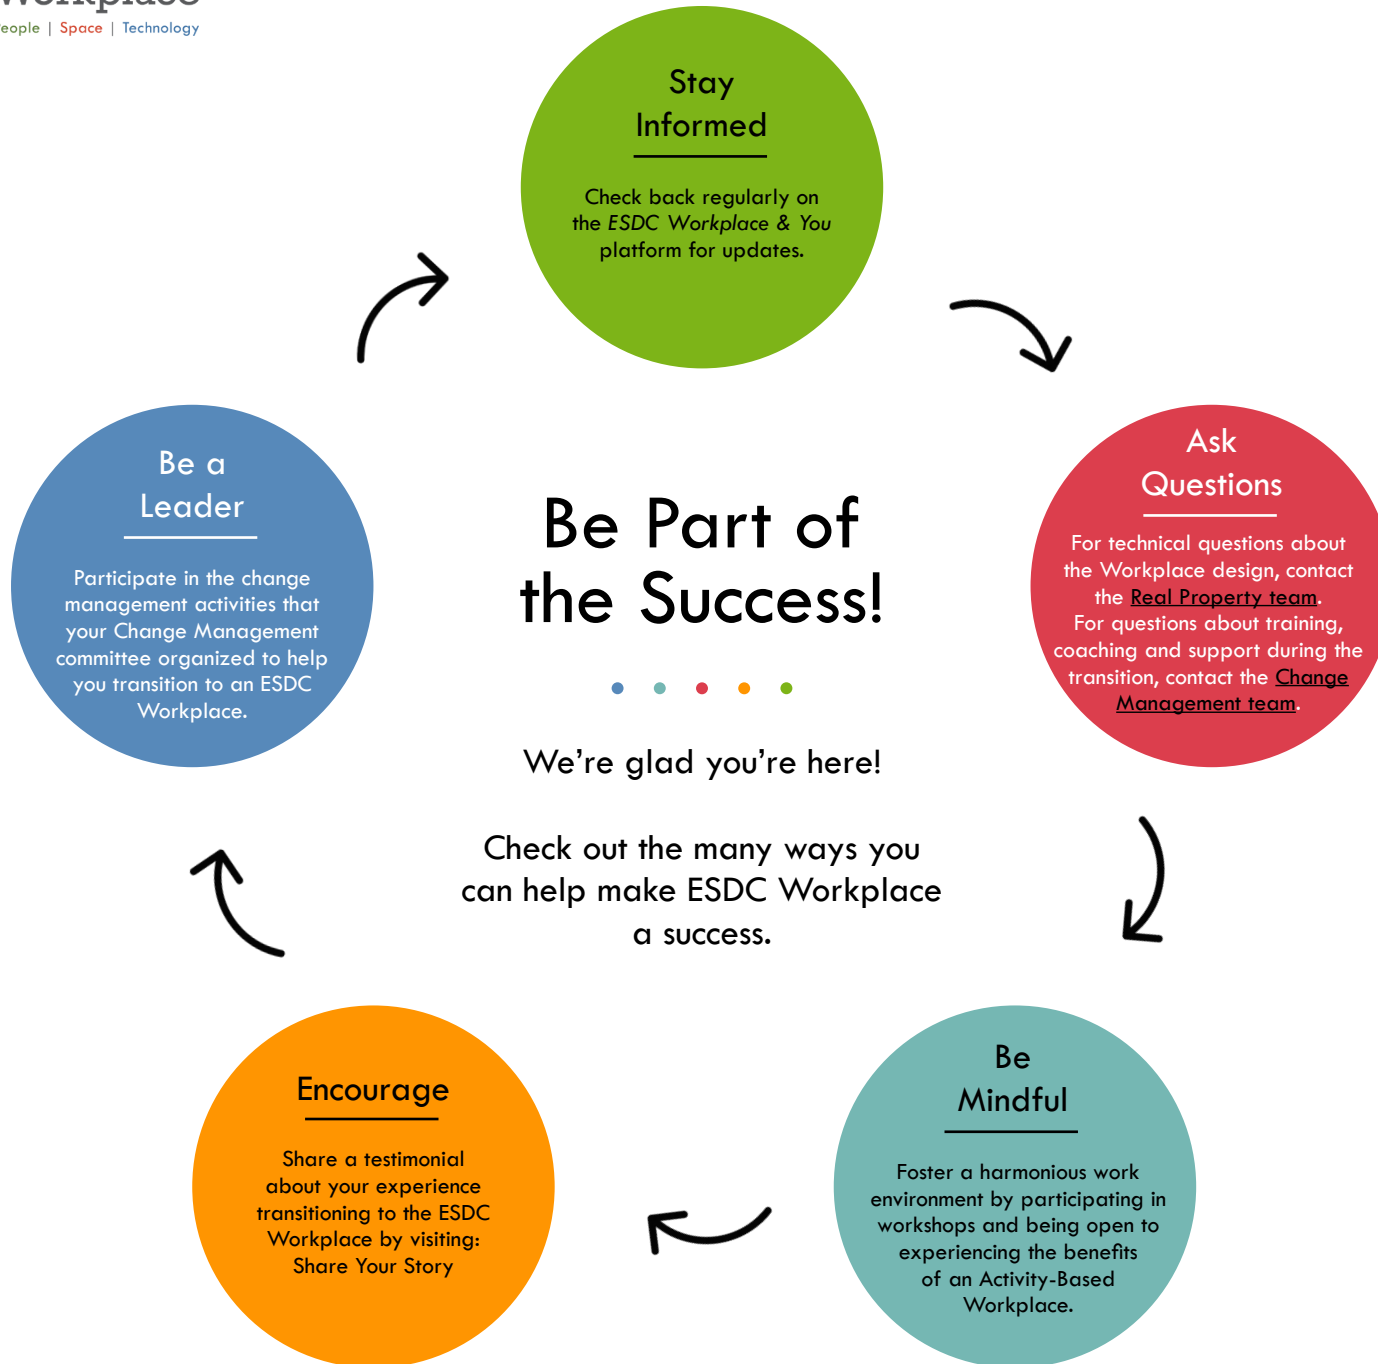 Workplace
People | Space | Technology
Stay
Informed
Check back regularly on
the ESDC Workplace & You
platform for updates.
Ask
Questions
For technical questions about
the Workplace design, contact
the Real Property team.
For questions about training,
coaching and support during the
transition, contact the Change
Management team.
Be
Mindful
Foster a harmonious work
environment by participating in
workshops and being open to
experiencing the benefits
of an Activity-Based
Workplace.
Encourage
Share a testimonial
about your experience
transitioning to the ESDC
Workplace by visiting:
Share Your Story
Be a
Leader
Participate in the change
management activities that
your Change Management
committee organized to help
you transition to an ESDC
Workplace.
Be Part of
the Success!
We’re glad you’re here!
Check out the many ways you
can help make ESDC Workplace
a success.